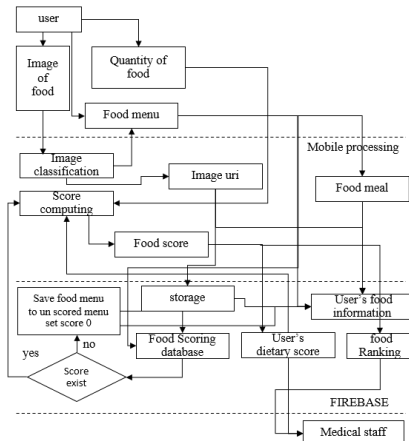 user
Image
of
food
Quantity of
food
Food menu
Mobile processing
Image
classification
Image uri
Food meal
Score
computing
Food score
Save food menu
to un scored menu
set score 0
storage
User's food
information
yes
no
Food Scoring
database
User's
dietary score
food
Ranking
Score
exist
FIREBASE
Medical staff